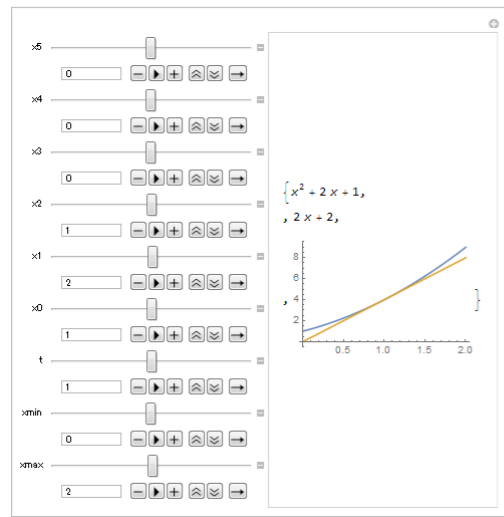 x5
0
x4
0
x3
0
x2
1
x1
2
x0
1
t
1
xmin
0
xmax
2
{x² + 2 x + 1,
, 2 x + 2,
,
8
6
4
2
0.5 1.0 1.5 2.0
}